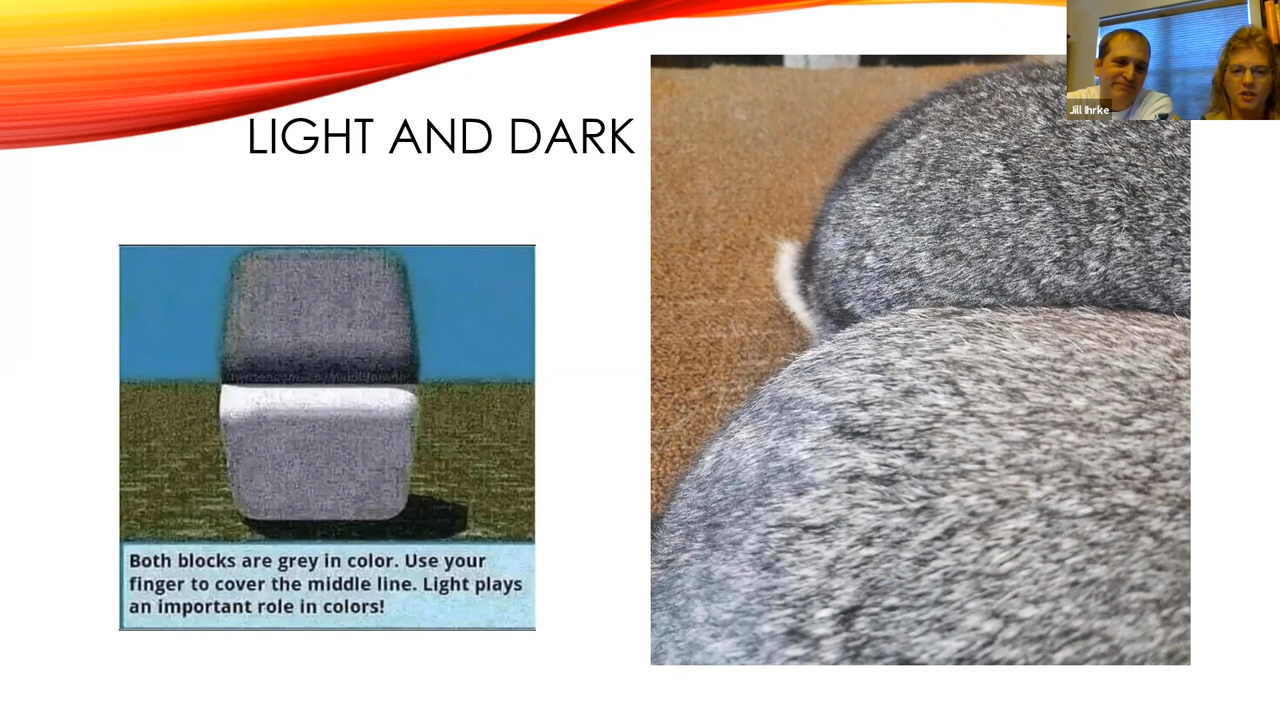 Jill Ihrke
LIGHT AND DARK
Both blocks are grey in color. Use your
finger to cover the middle line. Light plays
an important role in colors!